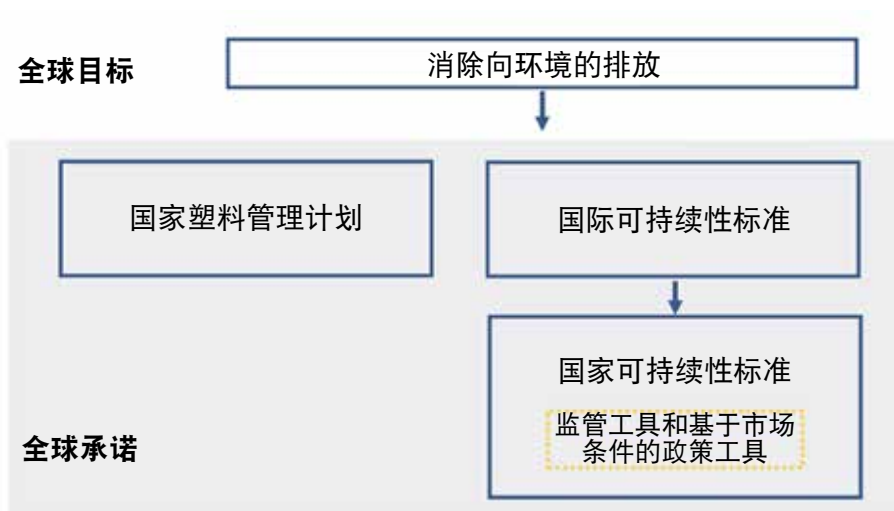 全球目标
消除向环境的排放
国家塑料管理计划
国际可持续性标准
国家可持续性标准
监管工具和基于市场
条件的政策工具
全球承诺